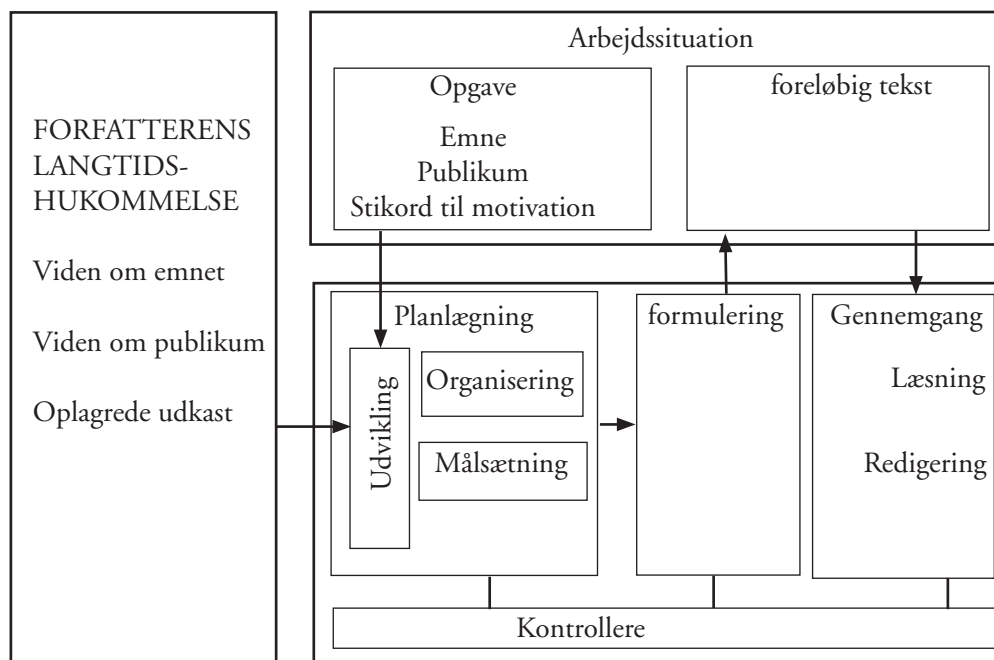 FORFATTERENS
LANGTIDS-
HUKOMMELSE
Viden om emnet
Viden om publikum
Oplagrede udkast
Arbejdssituation
Opgave
Emne
Publikum
Stikord til motivation
foreløbig tekst
Planlægning
Udvikling
Organisering
Målsætning
formulering
Gennemgang
Læsning
Redigering
Kontrollere